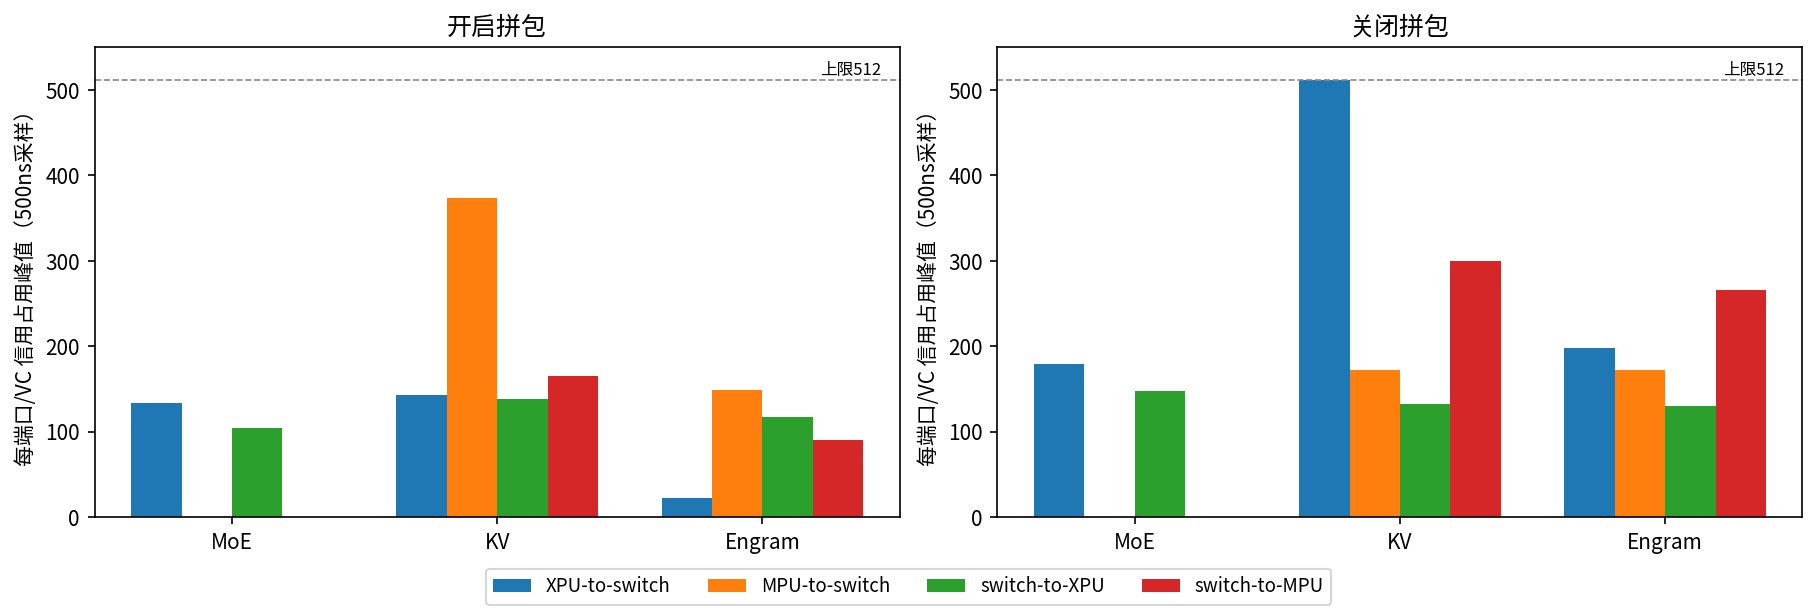 开启拼包
每端口/VC 信用占用峰值（500ns采样）
500
400
300
200
100
0
上限512
MoE
KV
Engram
关闭拼包
每端口/VC 信用占用峰值（500ns采样）
500
400
300
200
100
0
上限512
MoE
KV
Engram
XPU-to-switch
MPU-to-switch
switch-to-XPU
switch-to-MPU